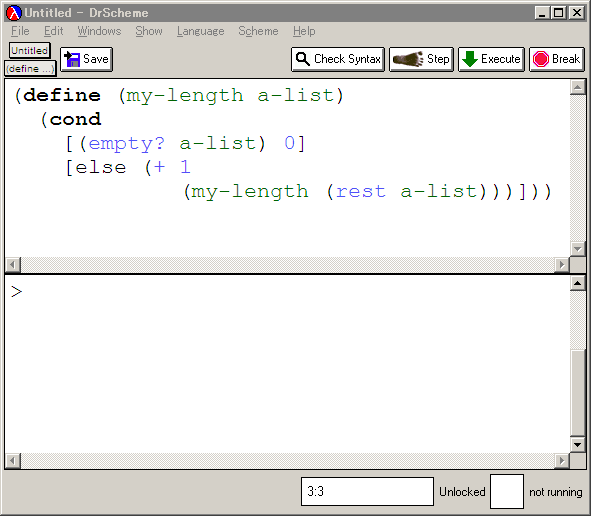 Untitled - DrScheme
File Edit Windows Show Language Scheme Help
Untitled
(define ...)
Save
Check Syntax Step Execute Break
(define (my-length a-list)
  (cond
    [(empty? a-list) 0]
    [else (+ 1
             (my-length (rest a-list)))]))
>
3:3 Unlocked not running